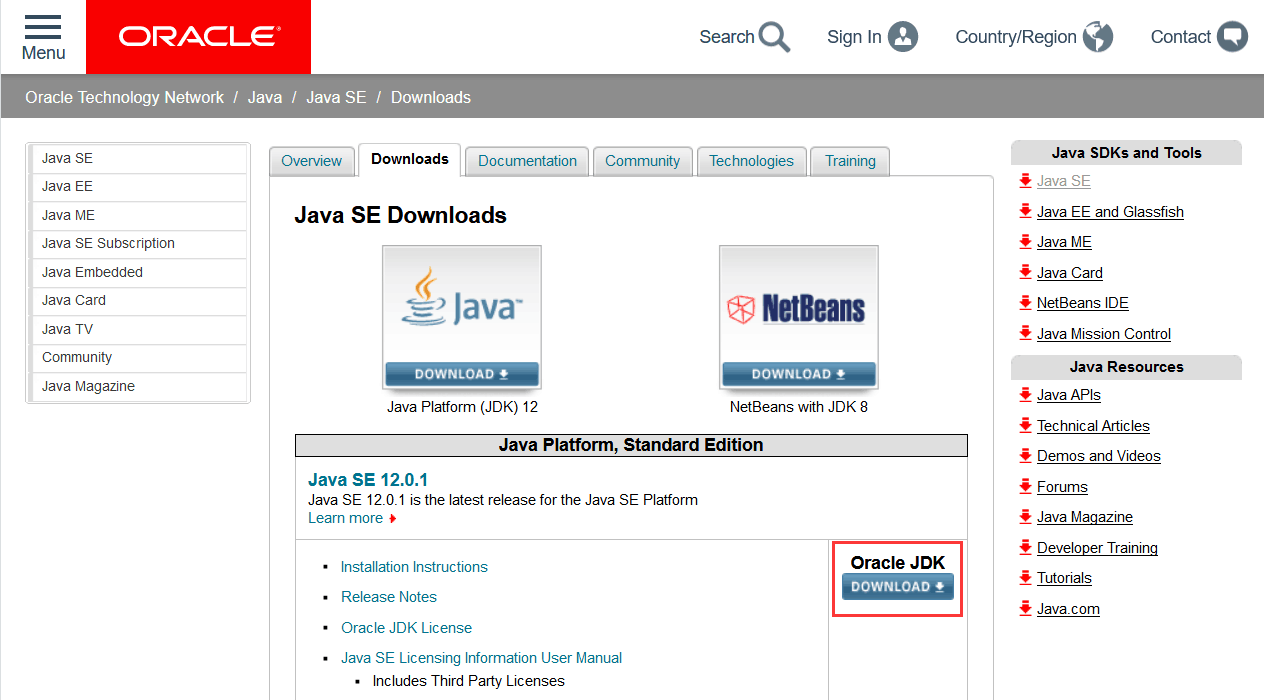 Menu
ORACLE®
Search
Sign In
Country/Region
Contact
Oracle Technology Network / Java / Java SE / Downloads
Java SE
Java EE
Java ME
Java SE Subscription
Java Embedded
Java Card
Java TV
Community
Java Magazine
Overview
Downloads
Documentation
Community
Technologies
Training
Java SE Downloads
Java™
DOWNLOAD
Java Platform (JDK) 12
NetBeans
DOWNLOAD
NetBeans with JDK 8
Java Platform, Standard Edition
Java SE 12.0.1
Java SE 12.0.1 is the latest release for the Java SE Platform
Learn more
Installation Instructions
Release Notes
Oracle JDK License
Java SE Licensing Information User Manual
Includes Third Party Licenses
Oracle JDK
DOWNLOAD
Java SDKs and Tools
Java SE
Java EE and Glassfish
Java ME
Java Card
NetBeans IDE
Java Mission Control
Java Resources
Java APIs
Technical Articles
Demos and Videos
Forums
Java Magazine
Developer Training
Tutorials
Java.com